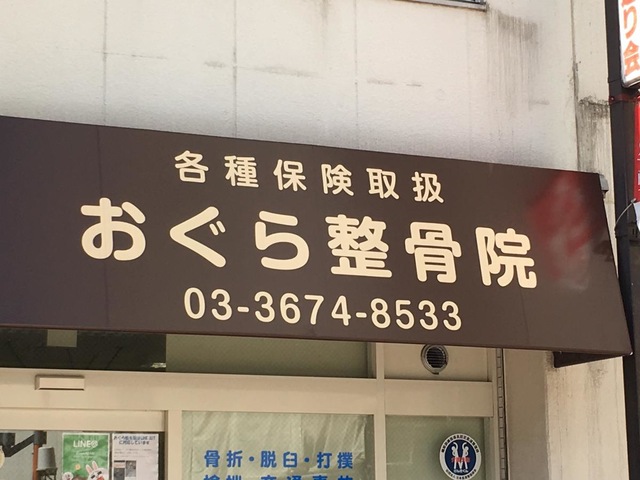 各種保険取扱
おぐら整骨院
03-3674-8533
LINE@
骨折・脱臼・打撲